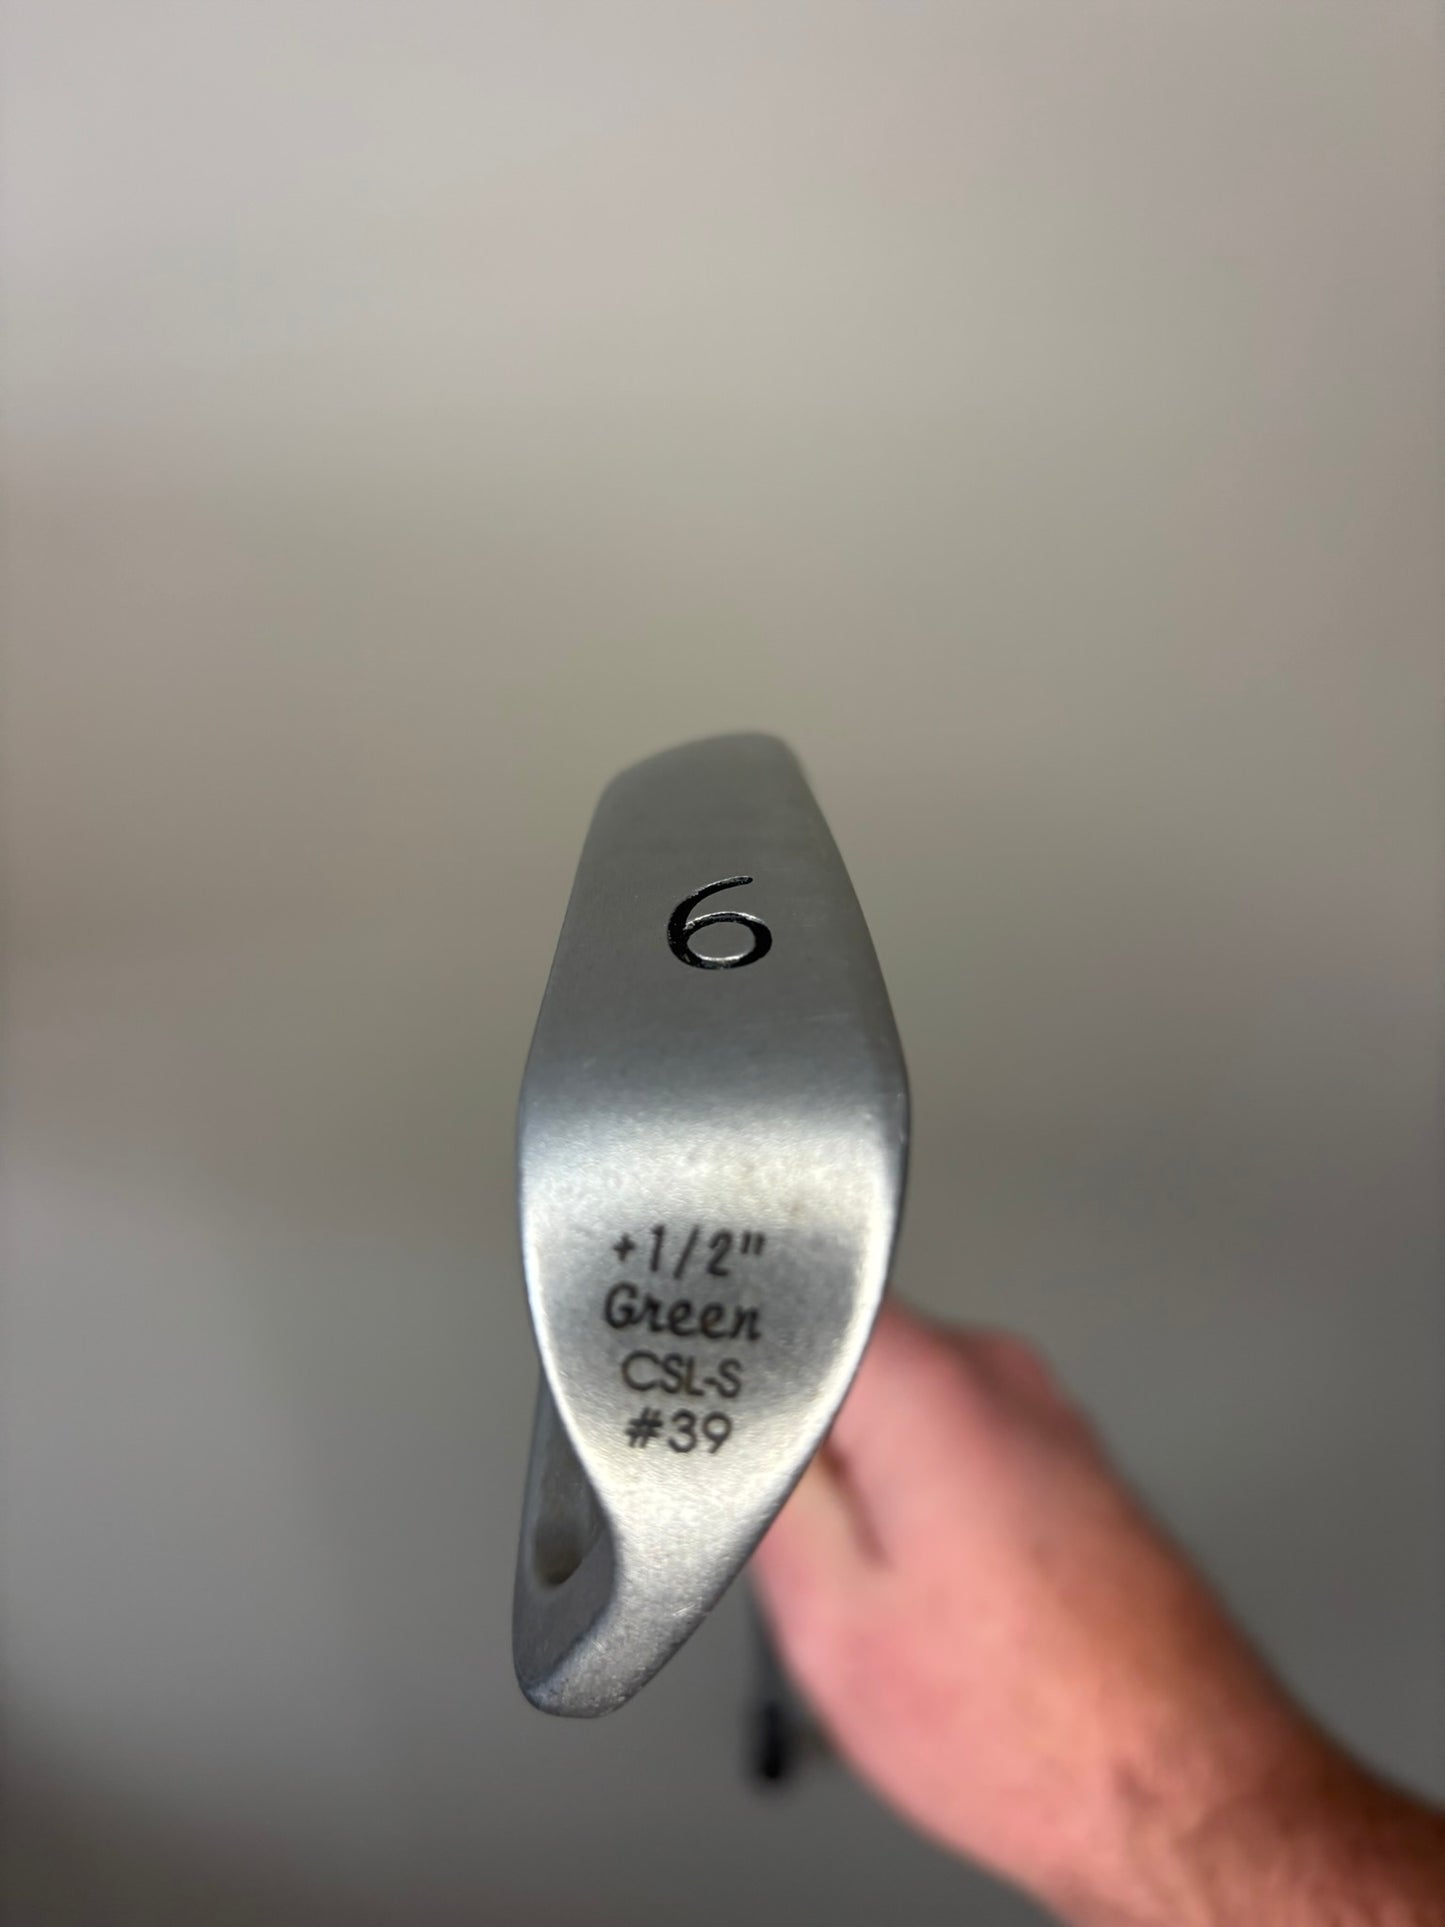 6
+1/2"
Green
CSL-S
#39